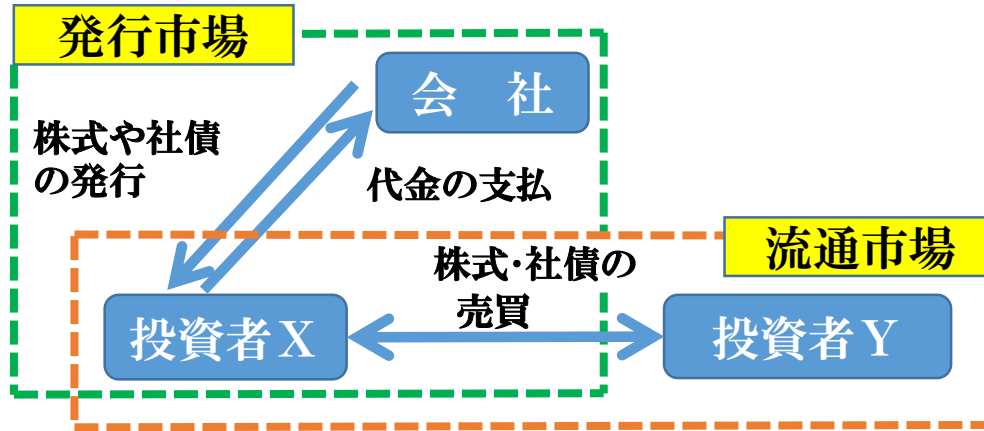 発行市場
会　社
株式や社債
の発行
代金の支払
流通市場
株式･社債の
売買
投資者Ｘ
投資者Ｙ